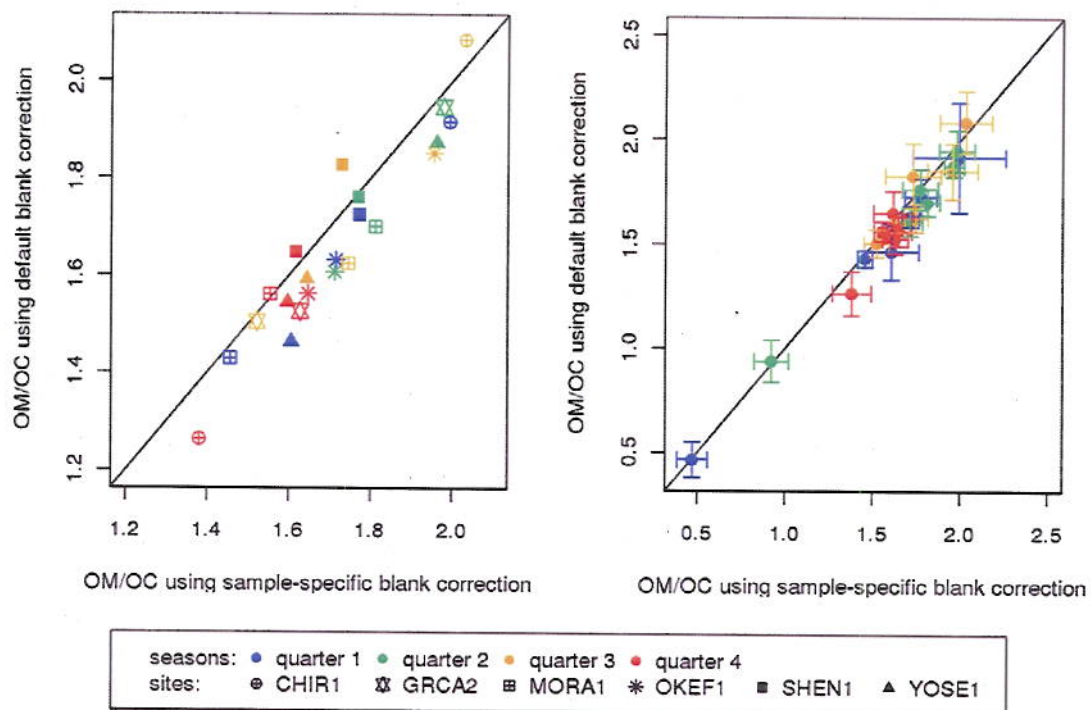 OM/OC using default blank correction
2.0
1.8
1.6
1.4
1.2
1.2 1.4 1.6 1.8 2.0
OM/OC using sample-specific blank correction
OM/OC using default blank correction
2.5
2.0
1.5
1.0
0.5
0.5 1.0 1.5 2.0 2.5
OM/OC using sample-specific blank correction
seasons: quarter 1 quarter 2 quarter 3 quarter 4
sites: CHIR1 GRCA2 MORA1 OKEF1 SHEN1 YOSE1